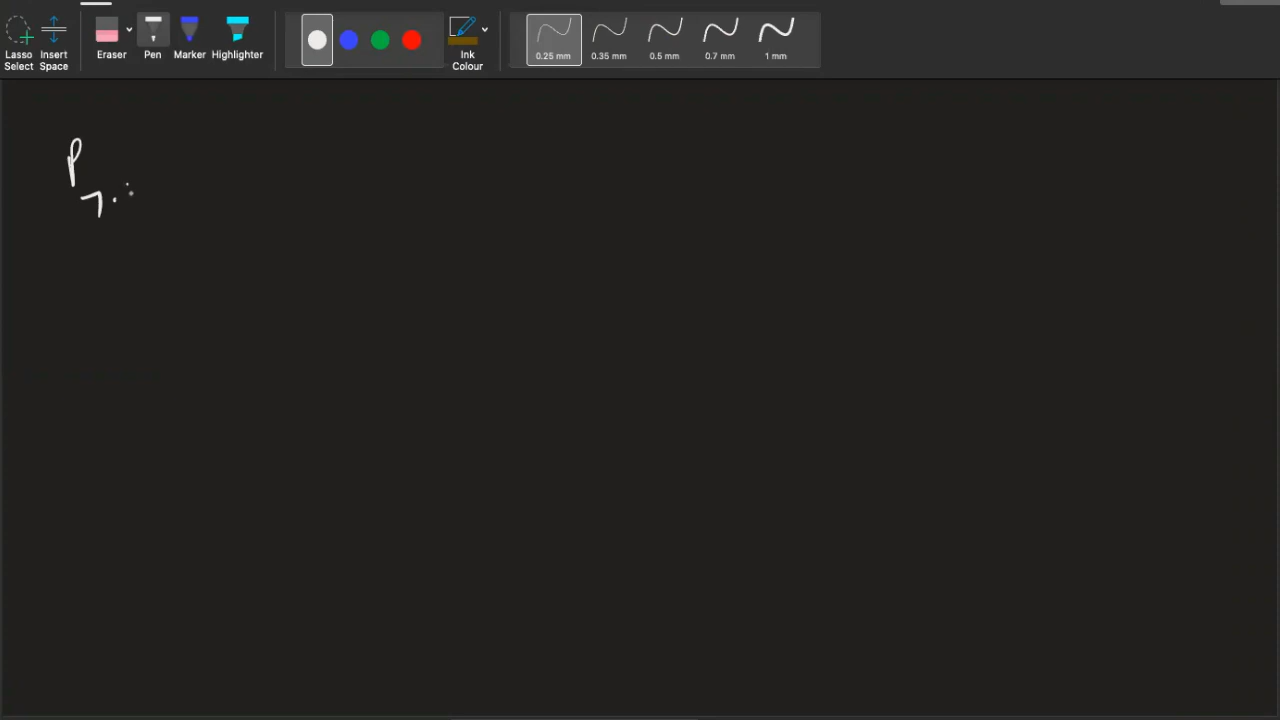 Lasso Select
Insert Space
Eraser
Pen
Marker
Highlighter
Ink Colour
0.25 mm
0.35 mm
0.5 mm
0.7 mm
1 mm
P
7.